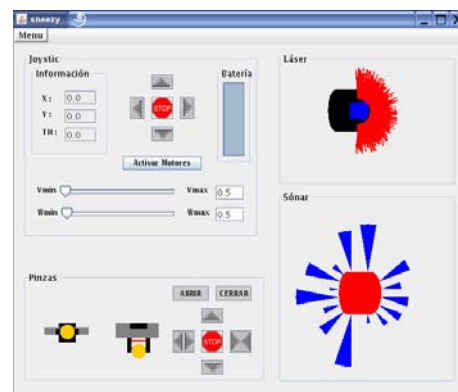 sneezy
Menu
Joystic
Información
X: 0.0
Y: 0.0
TH: 0.0
STOP
Batería
Activar Motores
Vmin Vmax 0.5
Wmin Wmax 0.5
Láser
Sónar
Pinzas
ABRIR CERRAR
STOP